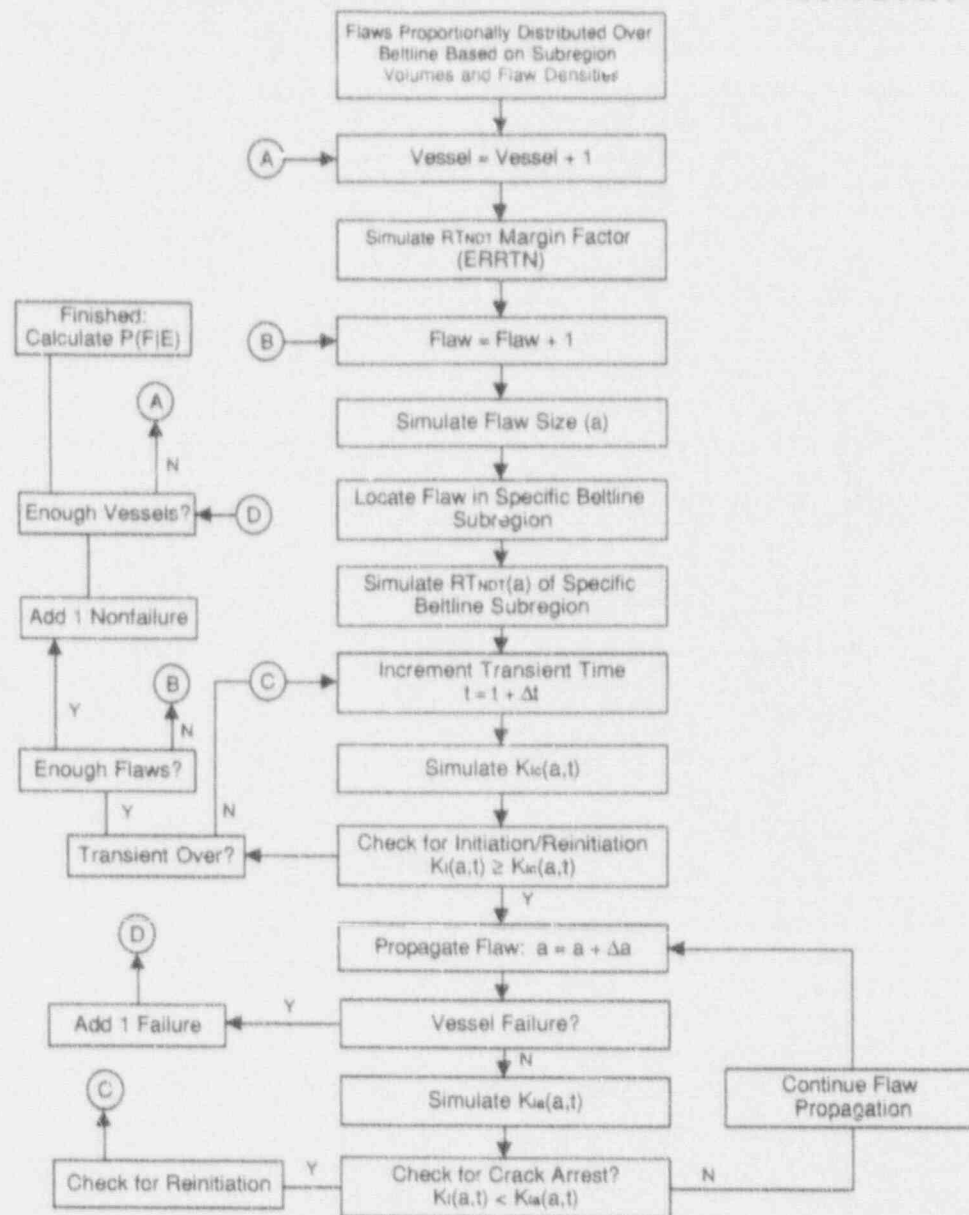 Flaws Proportionally Distributed Over
Beltline Based on Subregion
Volumes and Flaw Densities
A
Vessel = Vessel + 1
Simulate RTNDT Margin Factor
(ERRTN)
Finished:
Calculate P(F|E)
B
Flaw = Flaw + 1
A
N
Simulate Flaw Size (a)
Enough Vessels?
D
Locate Flaw in Specific Beltline
Subregion
Add 1 Nonfailure
Simulate RTNDT(a) of Specific
Beltline Subregion
B
C
Increment Transient Time
t = t + Δt
Y
N
Enough Flaws?
Simulate KIc(a,t)
Y
N
Transient Over?
Check for Initiation/Reinitiation
KI(a,t) ≥ KIc(a,t)
Y
D
Propagate Flaw: a = a + Δa
Add 1 Failure
Y
Vessel Failure?
N
C
Simulate KIa(a,t)
Continue Flaw
Propagation
Check for Reinitiation
Y
Check for Crack Arrest?
KI(a,t) < KIa(a,t)
N